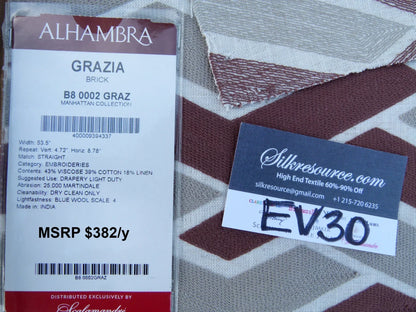 ALHAMBRA
GRAZIA
BRICK
B8 0002 GRAZ
MANHATTAN COLLECTION
400009394337
Width: 53.5"
Repeat: Vert: 4.72" Horz: 8.78"
Match: STRAIGHT
Category: EMBROIDERIES
Contents: 43% VISCOSE 39% COTTON 18% LINEN
Suggested Use: DRAPERY LIGHT DUTY
Abrasion: 25,000 MARTINDALE
Cleanability: DRY CLEAN ONLY
Lightfastness: BLUE WOOL SCALE 4
Made in: INDIA
MSRP $382/y
B8 0002GRAZ
DISTRIBUTED EXCLUSIVELY BY
Scalamandre
Silkresource.com
High End Textile 60%-90% Off
silkresource@gmail.com
+1 215-720 6235
EV30